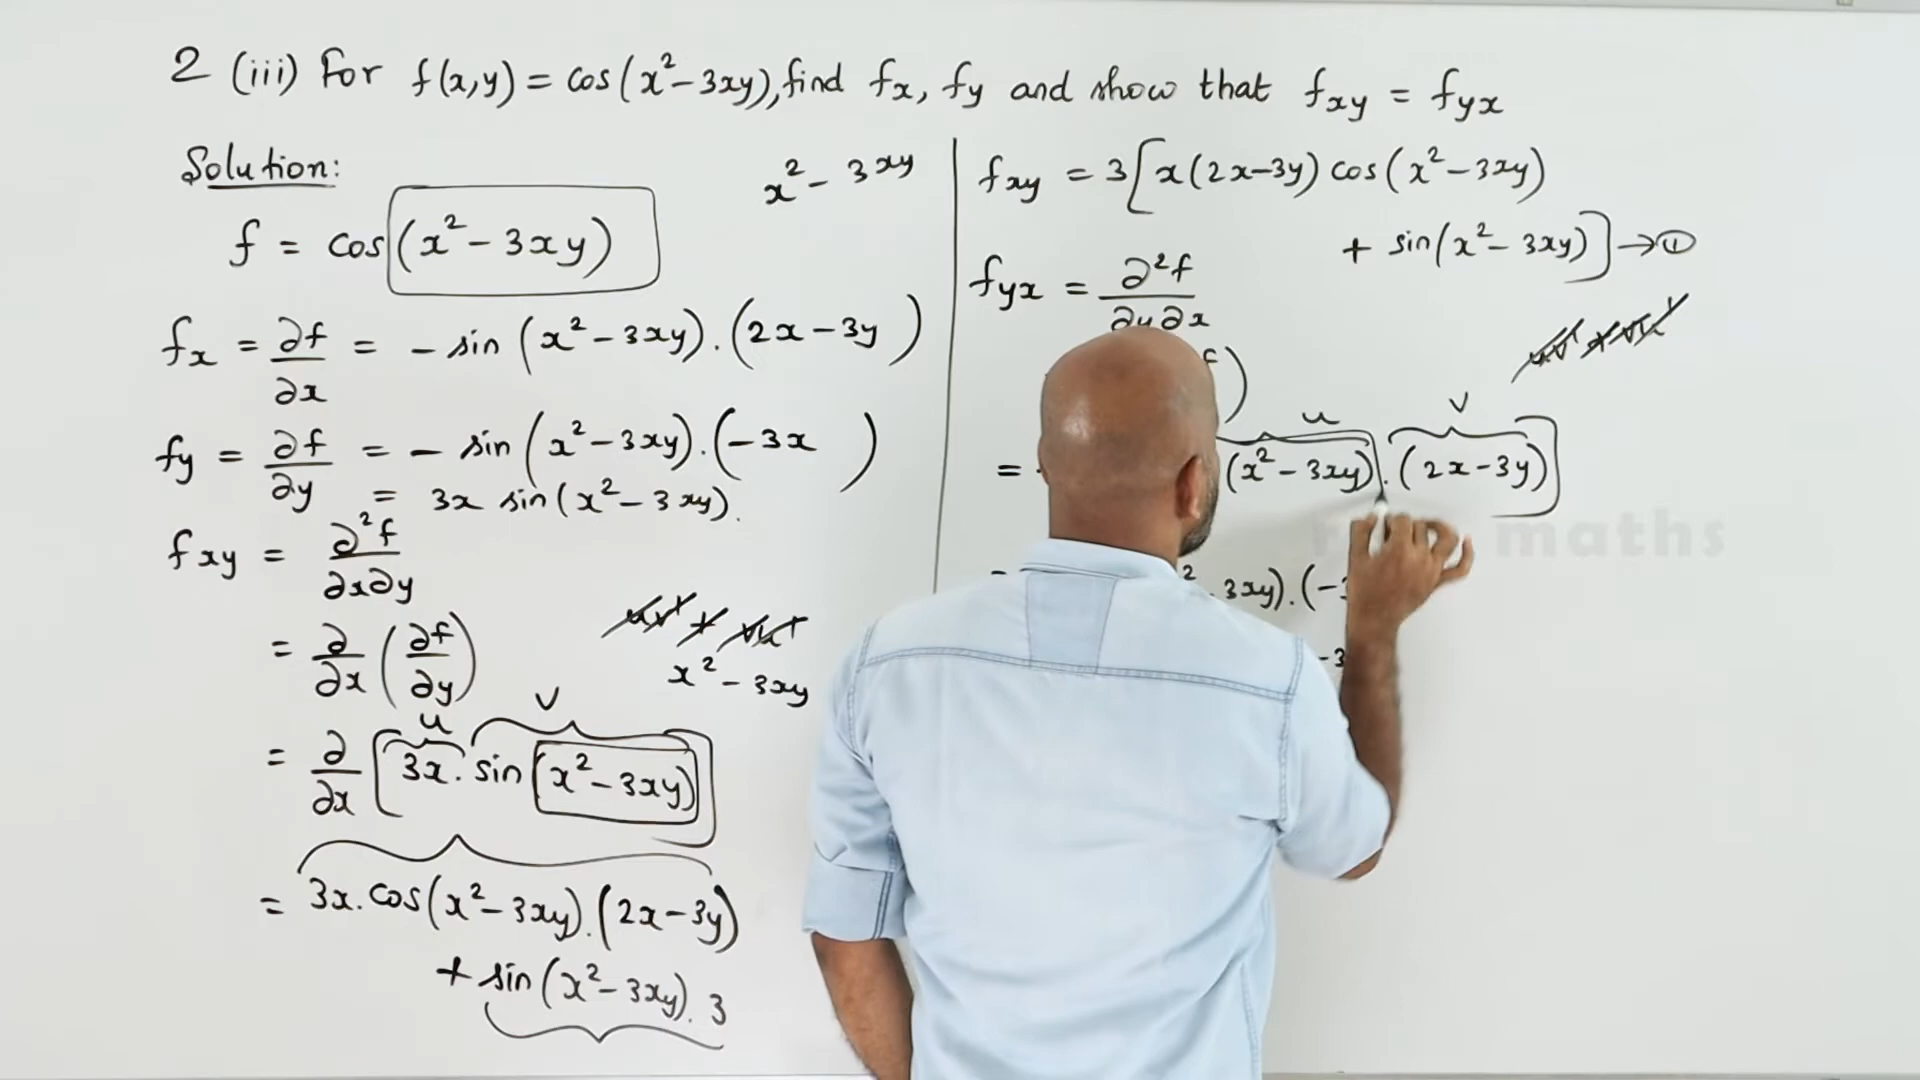 2 (iii) For f(x,y) = cos(x² - 3xy), find fx, fy and show that fxy = fyx
Solution:
x² - 3xy
f = cos(x² - 3xy)
fx = ∂f/∂x = - sin (x² - 3xy) . (2x - 3y )
fy = ∂f/∂y = - sin (x² - 3xy) . (-3x )
= 3x sin (x² - 3xy).
fxy = ∂²f/∂x∂y
= ∂/∂x (∂f/∂y)
x² - 3xy
u v
= ∂/∂x [3x . sin (x² - 3xy)]
= 3x . cos(x² - 3xy) . (2x - 3y)
+ sin (x² - 3xy) . 3
fxy = 3[x(2x-3y) cos(x² - 3xy)
+ sin(x² - 3xy)] → ①
fyx = ∂²f/∂y∂x
)
u v
= (x² - 3xy) . (2x - 3y)]
maths
3xy) . (-
-3